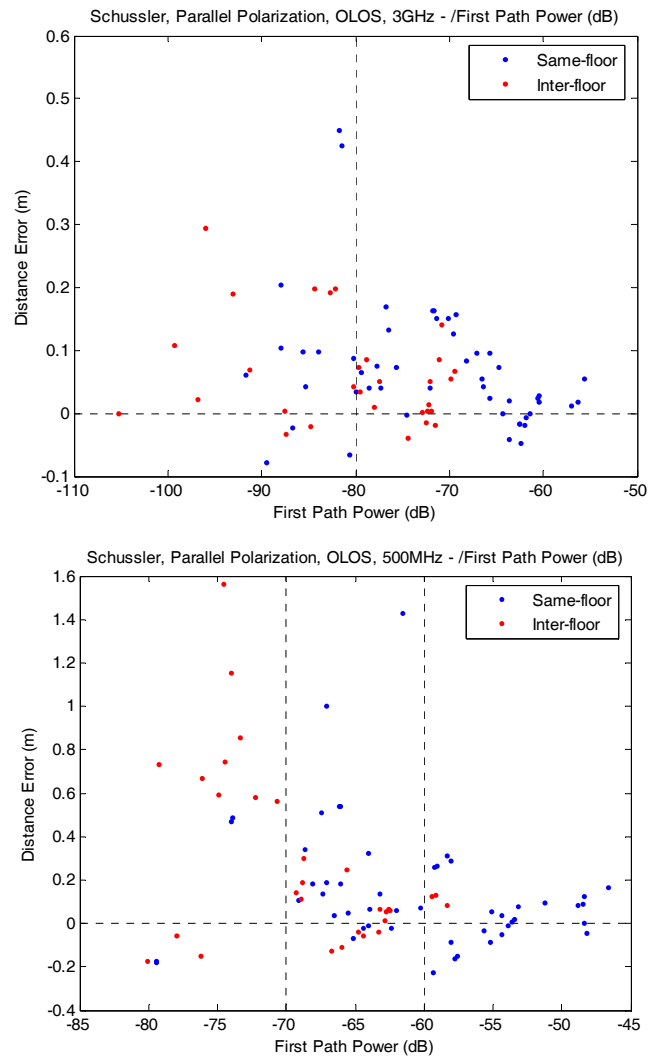 Schussler, Parallel Polarization, OLOS, 3GHz - /First Path Power (dB)
0.6
Same-floor
Inter-floor
0.5
0.4
0.3
0.2
0.1
0
-0.1
Distance Error (m)
-110 -100 -90 -80 -70 -60 -50
First Path Power (dB)
Schussler, Parallel Polarization, OLOS, 500MHz - /First Path Power (dB)
1.6
Same-floor
Inter-floor
1.4
1.2
1
0.8
0.6
0.4
0.2
0
-0.2
-0.4
Distance Error (m)
-85 -80 -75 -70 -65 -60 -55 -50 -45
First Path Power (dB)